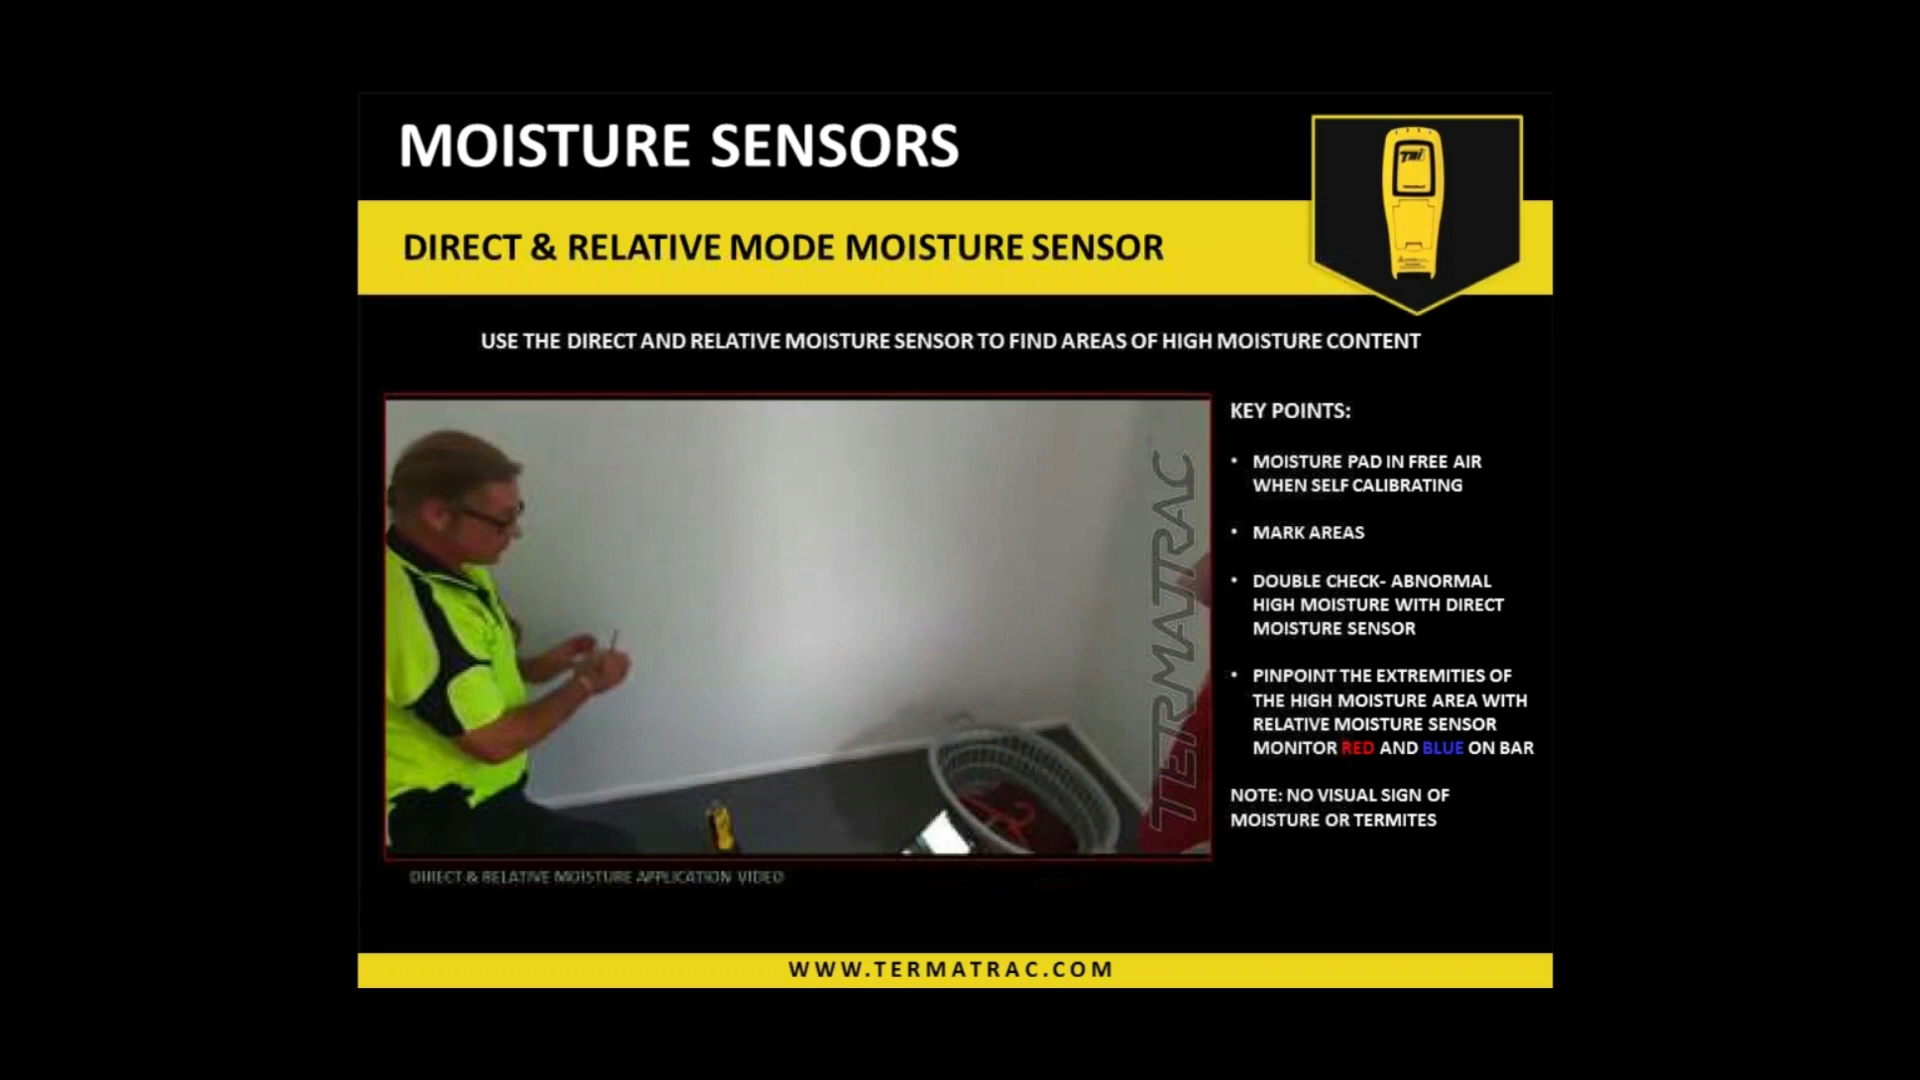 MOISTURE SENSORS
T3i
DIRECT & RELATIVE MODE MOISTURE SENSOR
USE THE DIRECT AND RELATIVE MOISTURE SENSOR TO FIND AREAS OF HIGH MOISTURE CONTENT
TERMATRAC
KEY POINTS:
• MOISTURE PAD IN FREE AIR
WHEN SELF CALIBRATING
• MARK AREAS
• DOUBLE CHECK- ABNORMAL
HIGH MOISTURE WITH DIRECT
MOISTURE SENSOR
• PINPOINT THE EXTREMITIES OF
THE HIGH MOISTURE AREA WITH
RELATIVE MOISTURE SENSOR
MONITOR RED AND BLUE ON BAR
NOTE: NO VISUAL SIGN OF
MOISTURE OR TERMITES
DIRECT & RELATIVE MOISTURE APPLICATION VIDEO
WWW.TERMATRAC.COM